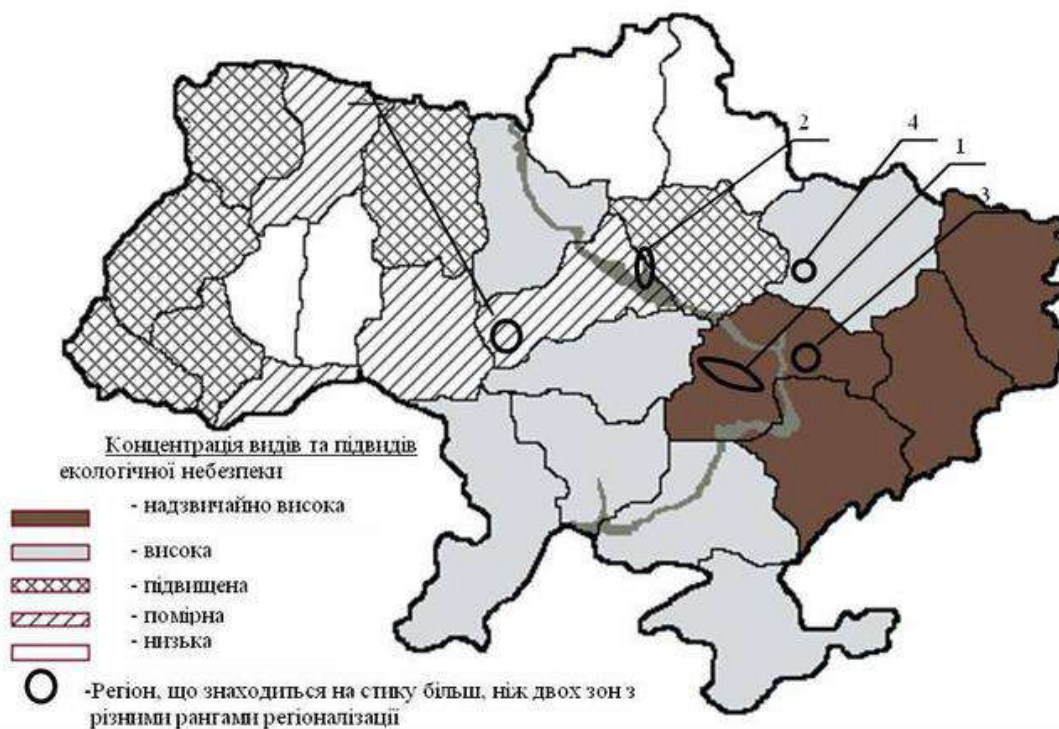 2
4
1
3
Концентрація видів та підвидів
екологічної небезпеки
- надзвичайно висока
- висока
- підвищена
- помірна
- низька
-Регіон, що знаходиться на стику більш, ніж двох зон з
різними рангами регіоналізації